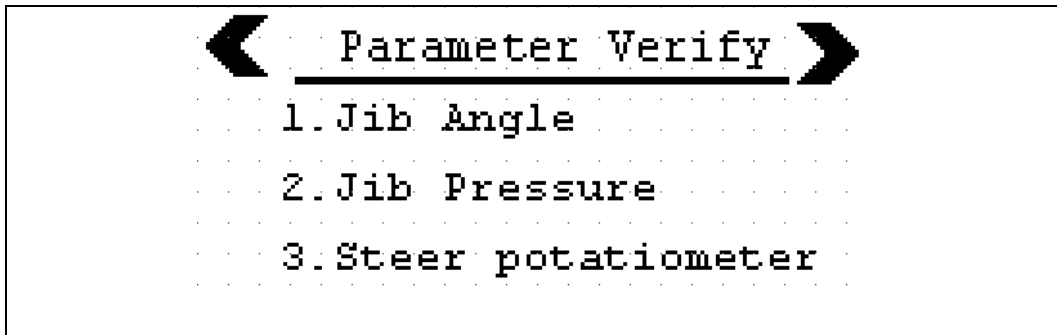 Parameter Verify
1.Jib Angle
2.Jib Pressure
3.Steer potatiometer